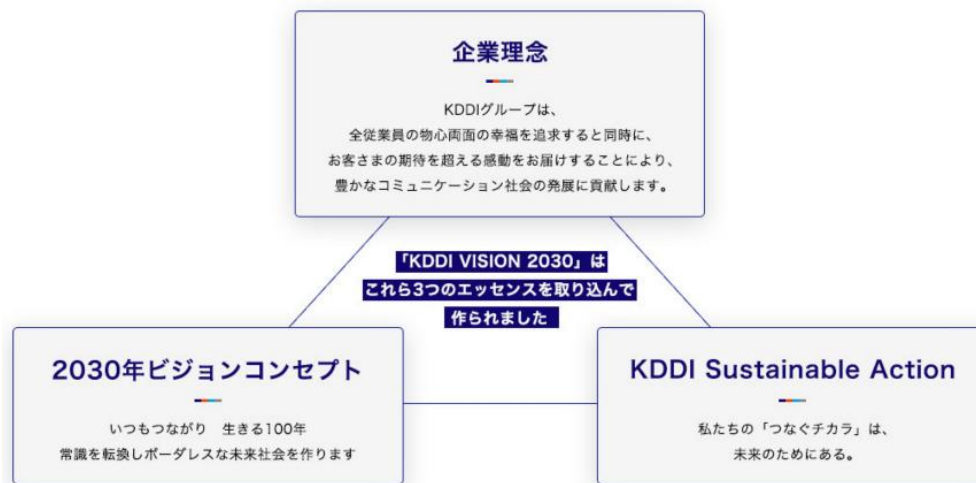 企業理念
KDDIグループは、
全従業員の物心両面の幸福を追求すると同時に、
お客さまの期待を超える感動をお届けすることにより、
豊かなコミュニケーション社会の発展に貢献します。
「KDDI VISION 2030」は
これら3つのエッセンスを取り込んで
作られました
2030年ビジョンコンセプト
いつもつながり　生きる100年
常識を転換しボーダレスな未来社会を作ります
KDDI Sustainable Action
私たちの「つなぐチカラ」は、
未来のためにある。